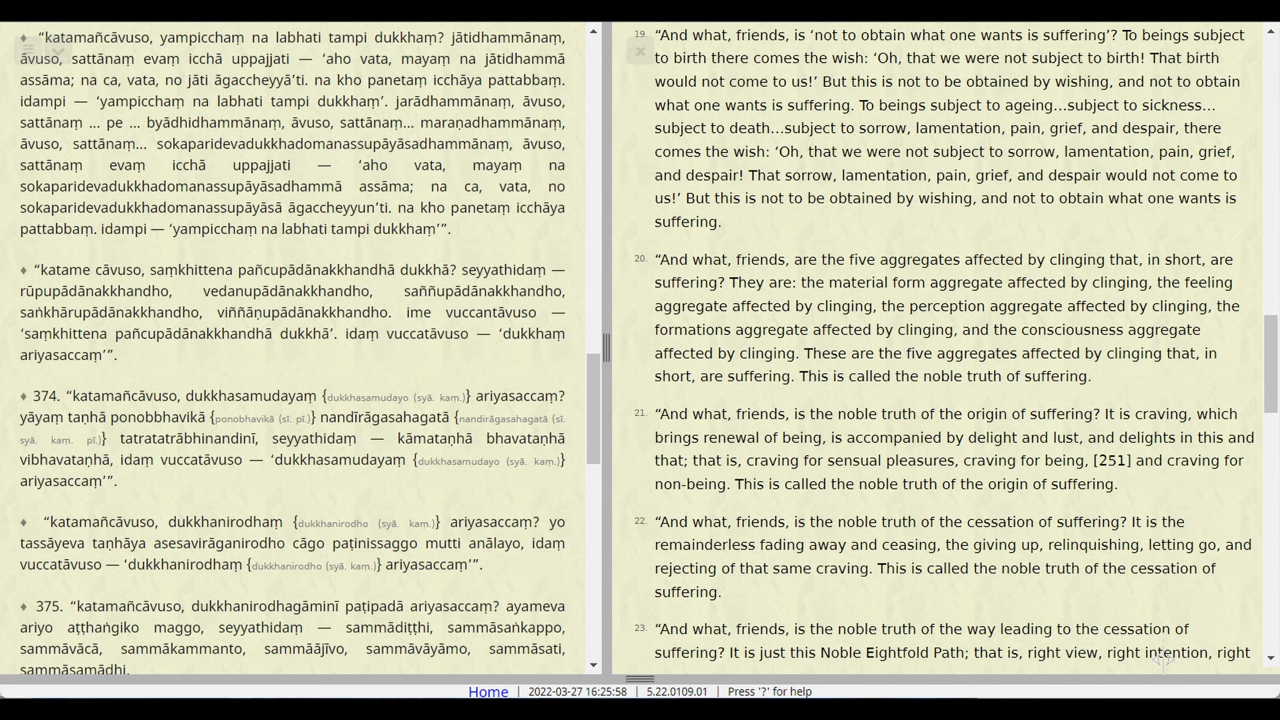 ♦ “katamañcāvuso, yampicchaṃ na labhati tampi dukkhaṃ? jātidhammānaṃ,
āvuso, sattānaṃ evaṃ icchā uppajjati — ‘aho vata, mayaṃ na jātidhammā
assāma; na ca, vata, no jāti āgaccheyyā’ti. na kho panetaṃ icchāya pattabbaṃ.
idampi — ‘yampicchaṃ na labhati tampi dukkhaṃ’. jarādhammānaṃ, āvuso,
sattānaṃ ... pe ... byādhidhammānaṃ, āvuso, sattānaṃ... maraṇadhammānaṃ,
āvuso, sattānaṃ... sokaparidevadukkhadomanassupāyāsadhammānaṃ, āvuso,
sattānaṃ evaṃ icchā uppajjati — ‘aho vata, mayaṃ na
sokaparidevadukkhadomanassupāyāsadhammā assāma; na ca, vata, no
sokaparidevadukkhadomanassupāyāsā āgaccheyyun’ti. na kho panetaṃ icchāya
pattabbaṃ. idampi — ‘yampicchaṃ na labhati tampi dukkhaṃ’”.
♦ “katame cāvuso, saṃkhittena pañcupādānakkhandhā dukkhā? seyyathidaṃ —
rūpupādānakkhandho, vedanupādānakkhandho, saññupādānakkhandho,
saṅkhārupādānakkhandho, viññāṇupādānakkhandho. ime vuccantāvuso —
‘saṃkhittena pañcupādānakkhandhā dukkhā’. idaṃ vuccatāvuso — ‘dukkhaṃ
ariyasaccaṃ’”.
♦ 374. “katamañcāvuso, dukkhasamudayaṃ {dukkhasamudayo (syā. kaṃ.)} ariyasaccaṃ?
yāyaṃ taṇhā ponobbhavikā {ponobhavikā (sī. pī.)} nandīrāgasahagatā {nandirāgasahagatā (sī.
syā. kaṃ. pī.)} tatratatrābhinandinī, seyyathidaṃ — kāmataṇhā bhavataṇhā
vibhavataṇhā, idaṃ vuccatāvuso — ‘dukkhasamudayaṃ {dukkhasamudayo (syā. kaṃ.)}
ariyasaccaṃ’”.
♦ “katamañcāvuso, dukkhanirodhaṃ {dukkhanirodho (syā. kaṃ.)} ariyasaccaṃ? yo
tassāyeva taṇhāya asesavirāganirodho cāgo paṭinissaggo mutti anālayo, idaṃ
vuccatāvuso — ‘dukkhanirodhaṃ {dukkhanirodho (syā. kaṃ.)} ariyasaccaṃ’”.
♦ 375. “katamañcāvuso, dukkhanirodhagāminī paṭipadā ariyasaccaṃ? ayameva
ariyo aṭṭhaṅgiko maggo, seyyathidaṃ — sammādiṭṭhi, sammāsaṅkappo,
sammāvācā, sammākammanto, sammāājīvo, sammāvāyāmo, sammāsati,
sammāsamādhi.
19. “And what, friends, is ‘not to obtain what one wants is suffering’? To beings subject
to birth there comes the wish: ‘Oh, that we were not subject to birth! That birth
would not come to us!’ But this is not to be obtained by wishing, and not to obtain
what one wants is suffering. To beings subject to ageing…subject to sickness…
subject to death…subject to sorrow, lamentation, pain, grief, and despair, there
comes the wish: ‘Oh, that we were not subject to sorrow, lamentation, pain, grief,
and despair! That sorrow, lamentation, pain, grief, and despair would not come to
us!’ But this is not to be obtained by wishing, and not to obtain what one wants is
suffering.
20. “And what, friends, are the five aggregates affected by clinging that, in short, are
suffering? They are: the material form aggregate affected by clinging, the feeling
aggregate affected by clinging, the perception aggregate affected by clinging, the
formations aggregate affected by clinging, and the consciousness aggregate
affected by clinging. These are the five aggregates affected by clinging that, in
short, are suffering. This is called the noble truth of suffering.
21. “And what, friends, is the noble truth of the origin of suffering? It is craving, which
brings renewal of being, is accompanied by delight and lust, and delights in this and
that; that is, craving for sensual pleasures, craving for being, [251] and craving for
non-being. This is called the noble truth of the origin of suffering.
22. “And what, friends, is the noble truth of the cessation of suffering? It is the
remainderless fading away and ceasing, the giving up, relinquishing, letting go, and
rejecting of that same craving. This is called the noble truth of the cessation of
suffering.
23. “And what, friends, is the noble truth of the way leading to the cessation of
suffering? It is just this Noble Eightfold Path; that is, right view, right intention, right
Home | 2022-03-27 16:25:58 | 5.22.0109.01 | Press '?' for help